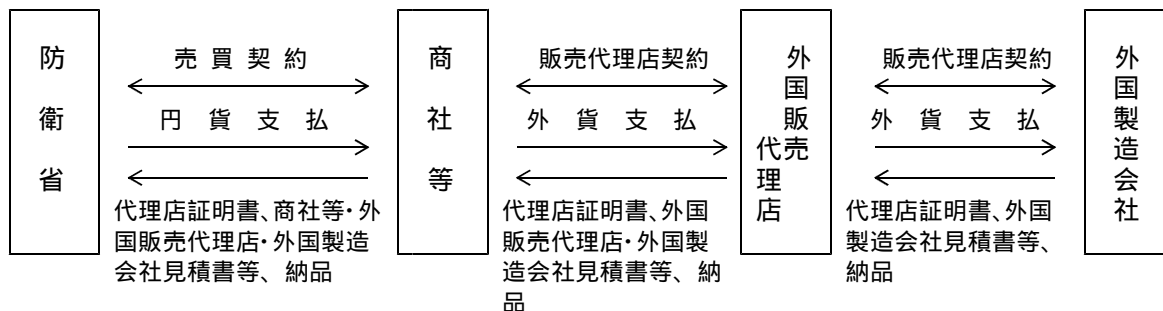 防衛省
売買契約
円貨支払
代理店証明書、商社等・外
国販売代理店・外国製造
会社見積書等、納品
商社等
販売代理店契約
外貨支払
代理店証明書、外国
販売代理店・外国製
造会社見積書等、納
品
外国販売
代理店
販売代理店契約
外貨支払
代理店証明書、外国
製造会社見積書等、
納品
外国製造会社